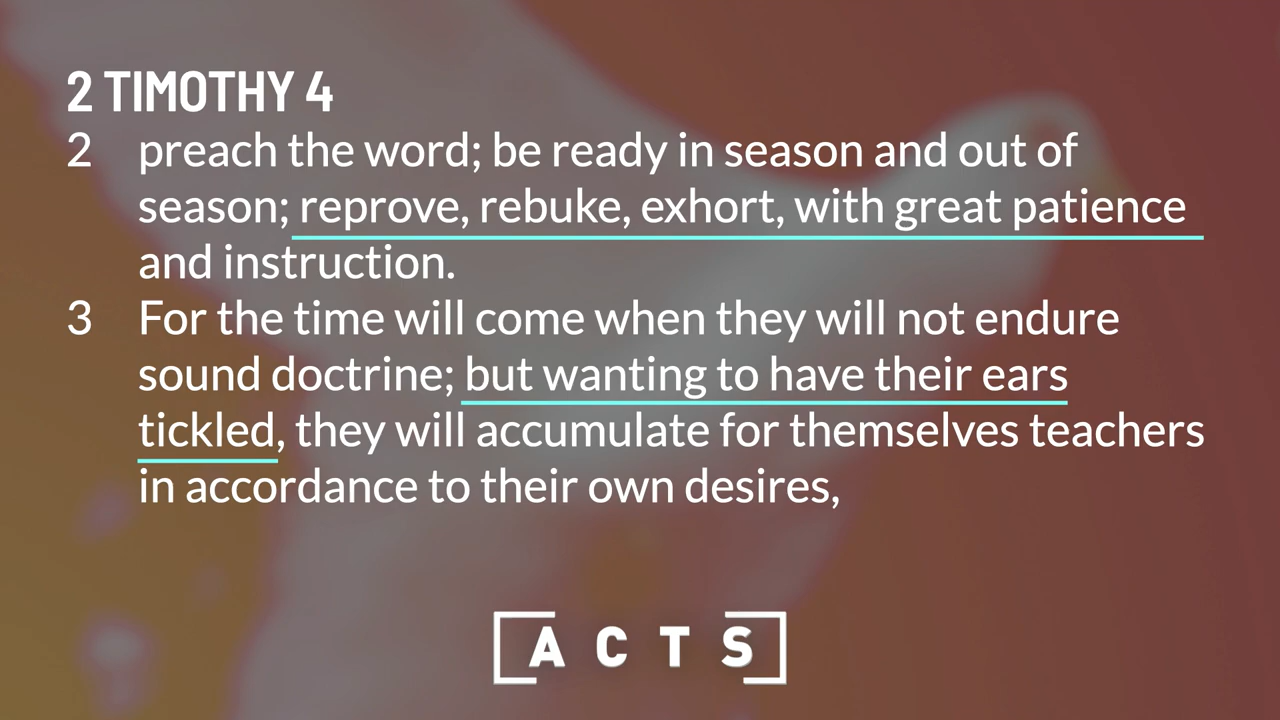 2 TIMOTHY 4
2 preach the word; be ready in season and out of
season; reprove, rebuke, exhort, with great patience
and instruction.
3 For the time will come when they will not endure
sound doctrine; but wanting to have their ears
tickled, they will accumulate for themselves teachers
in accordance to their own desires,
ACTS